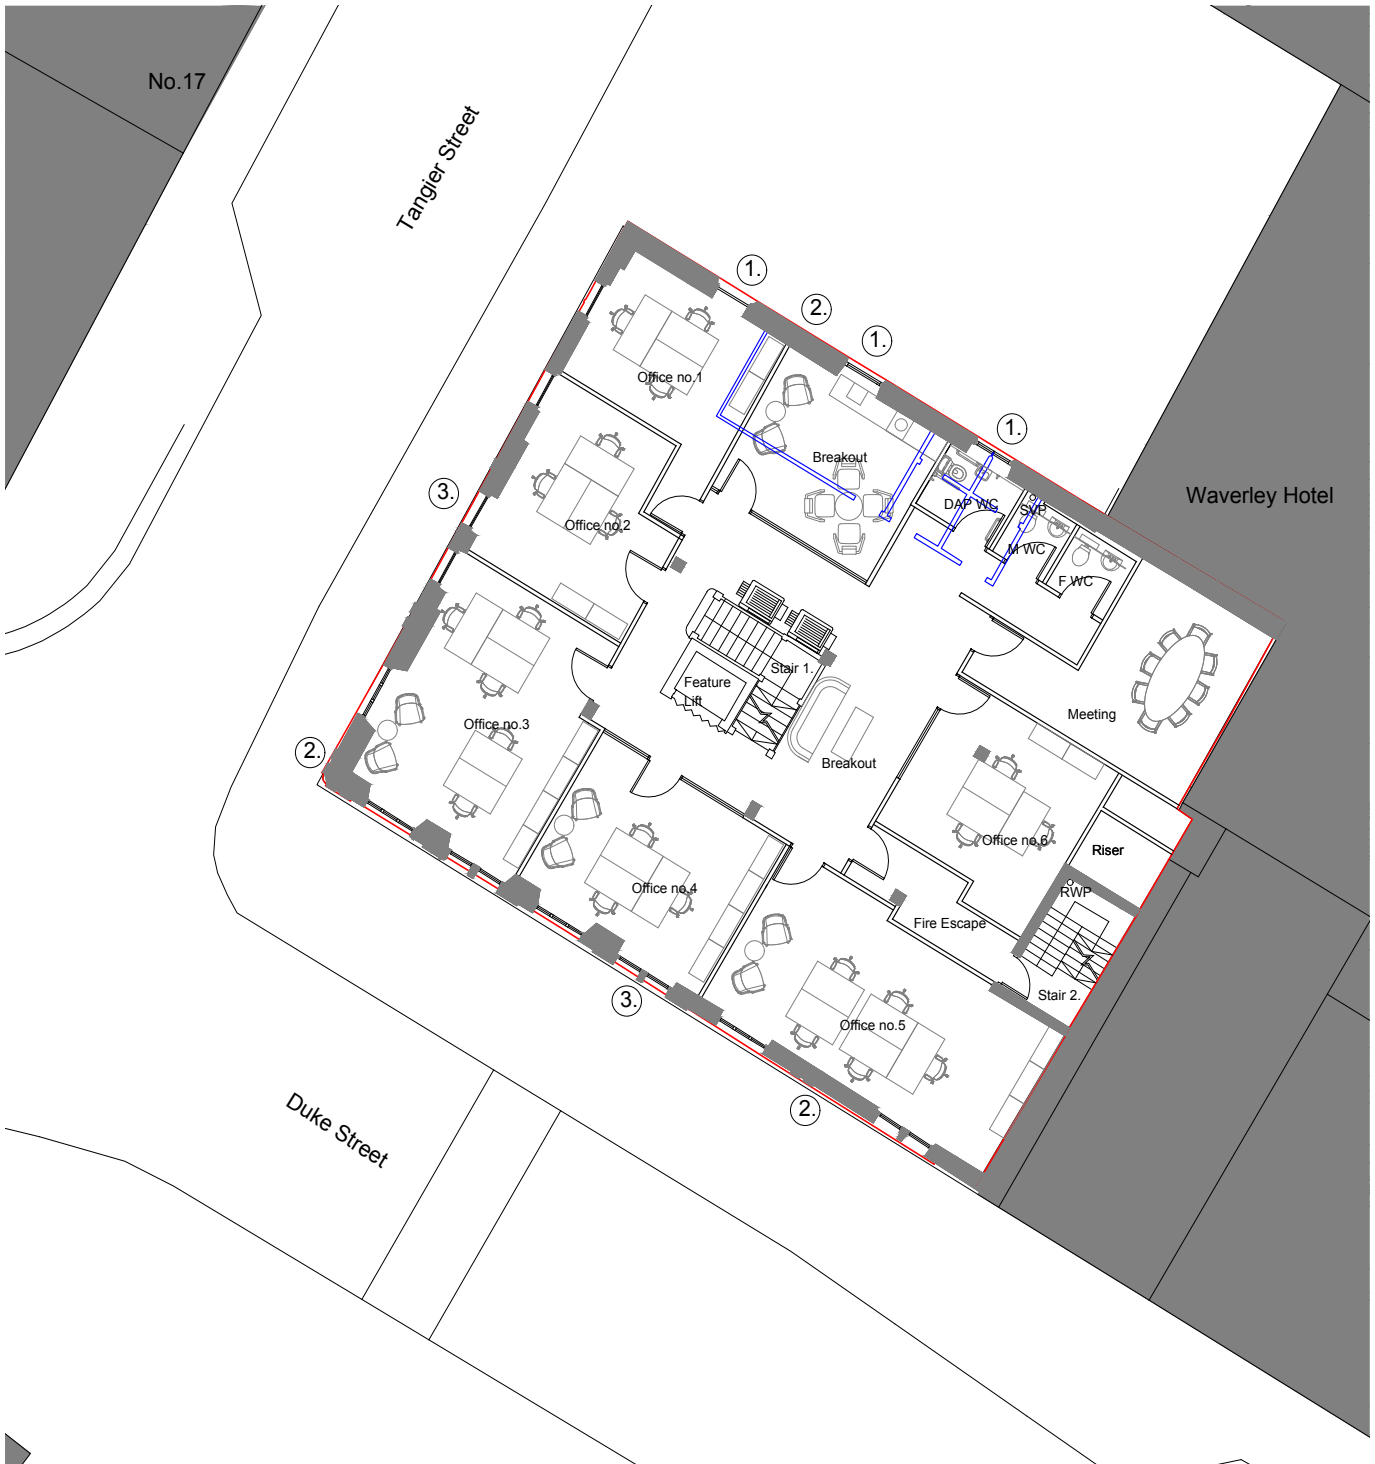 No.17
Tangier Street
1.
2.
1.
Office no.1
1.
Breakout
3.
Waverley Hotel
DAP WC
SVP
Office no.2
M WC
F WC
Stair 1.
Feature
Lift
Meeting
Office no.3
2.
Breakout
Office no.6
Riser
Office no.4
RWP
Fire Escape
3.
Stair 2.
Office no.5
2.
Duke Street